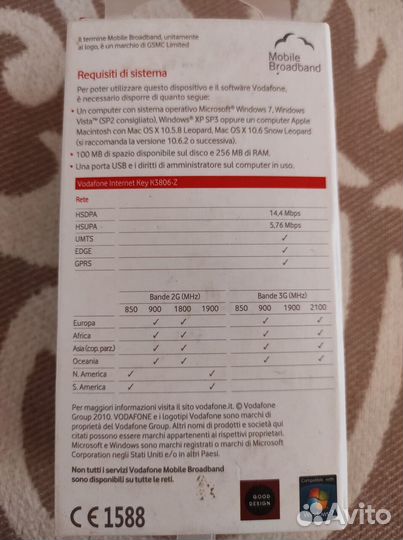 Il termine Mobile Broadband, unitamente
al logo, è un marchio di GSMC Limited
Mobile
Broadband
Requisiti di sistema
Per poter utilizzare questo dispositivo e il software Vodafone,
è necessario disporre di quanto segue:
• Un computer con sistema operativo Microsoft® Windows 7, Windows
Vista™ (SP2 consigliato), Windows® XP SP3 oppure un computer Apple
Macintosh con Mac OS X 10.5.8 Leopard, Mac OS X 10.6 Snow Leopard
(si raccomanda la versione 10.6.2 o successiva).
• 100 MB di spazio disponibile sul disco e 256 MB di RAM.
• Una porta USB e i diritti di amministratore sul computer in uso.
Vodafone Internet Key K3806-Z
Rete
HSDPA 14,4 Mbps
HSUPA 5,76 Mbps
UMTS ✓
EDGE ✓
GPRS ✓
Bande 2G (MHz) Bande 3G (MHz)
850 900 1800 1900 850 900 1900 2100
Europa ✓ ✓ ✓ ✓
Africa ✓ ✓ ✓ ✓
Asia (cop. parz.) ✓ ✓ ✓ ✓
Oceania ✓ ✓ ✓ ✓
N. America ✓ ✓
S. America ✓ ✓
Per maggiori informazioni visita il sito vodafone.it. © Vodafone
Group 2010. VODAFONE e i logotipi Vodafone sono marchi di
proprietà del Vodafone Group. Altri nomi di prodotti e società qui
citati possono essere marchi appartenenti ai rispettivi proprietari.
Microsoft e Windows sono marchi registrati o marchi di Microsoft
Corporation negli Stati Uniti e/o in altri Paesi.
Non tutti i servizi Vodafone Mobile Broadband
sono disponibili su tutte le reti.
CE 1588
GOOD
DESIGN
Compatible with
Windows 7
Avito